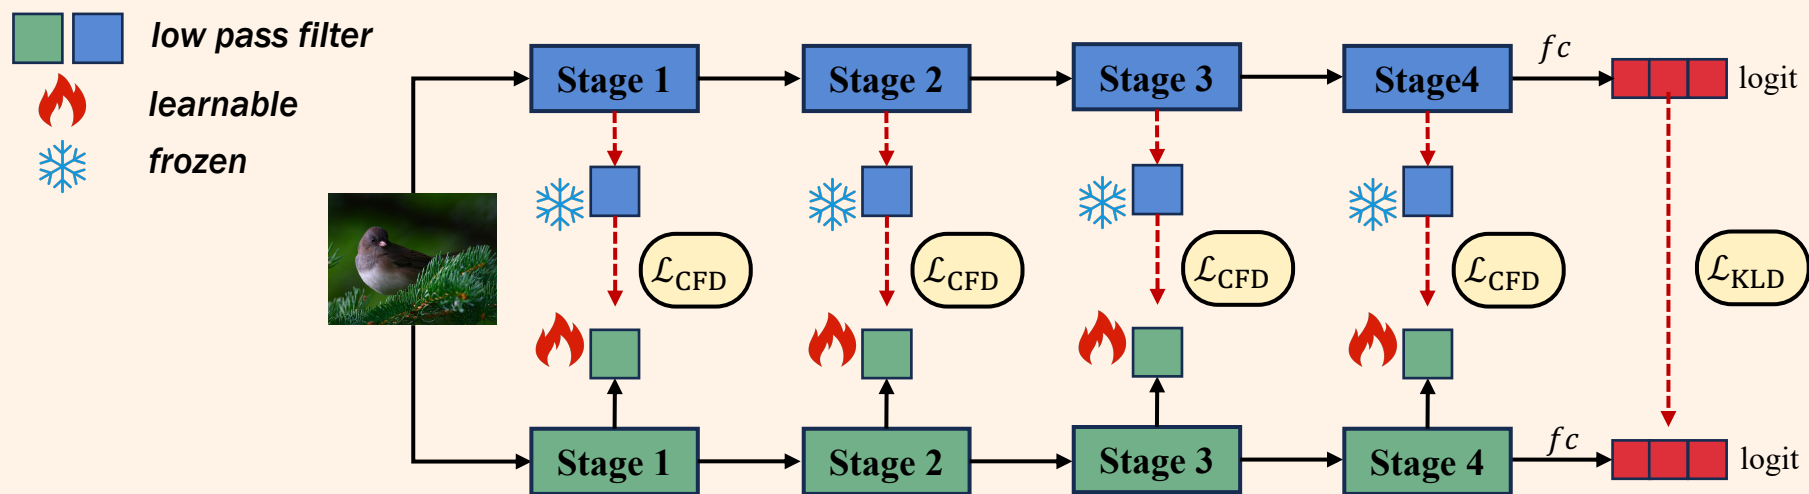 low pass filter
learnable
frozen
Stage 1
Stage 2
Stage 3
Stage4
fc
logit
ℒCFD
ℒCFD
ℒCFD
ℒCFD
ℒKLD
Stage 1
Stage 2
Stage 3
Stage 4
fc
logit